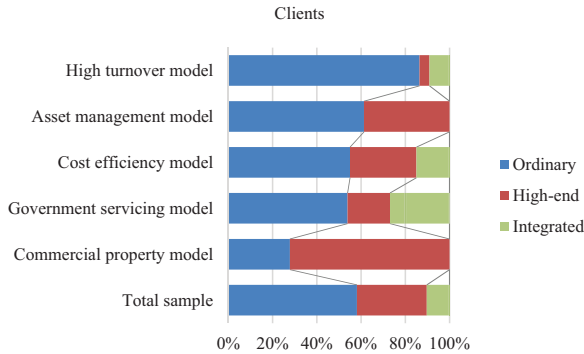 Clients
High turnover model
Asset management model
Cost efficiency model
Government servicing model
Commercial property model
Total sample
0% 20% 40% 60% 80% 100%
Ordinary
High-end
Integrated